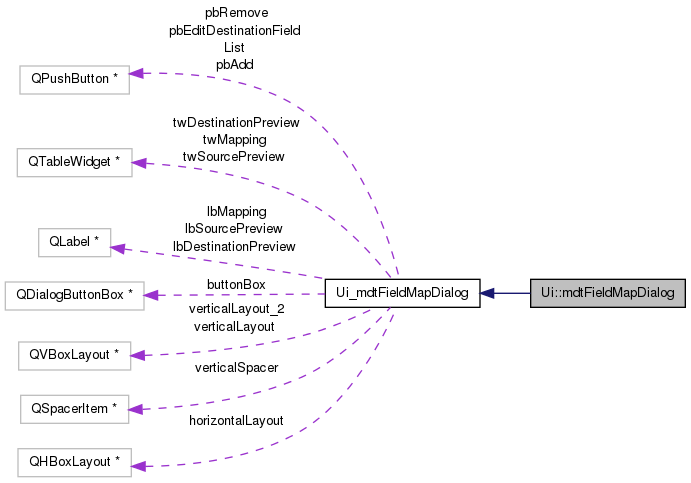 pbRemove
pbEditDestinationField
List
pbAdd
QPushButton *
twDestinationPreview
twMapping
twSourcePreview
QTableWidget *
lbMapping
lbSourcePreview
lbDestinationPreview
QLabel *
buttonBox
QDialogButtonBox *
Ui_mdtFieldMapDialog
Ui::mdtFieldMapDialog
verticalLayout_2
verticalLayout
QVBoxLayout *
verticalSpacer
QSpacerItem *
horizontalLayout
QHBoxLayout *